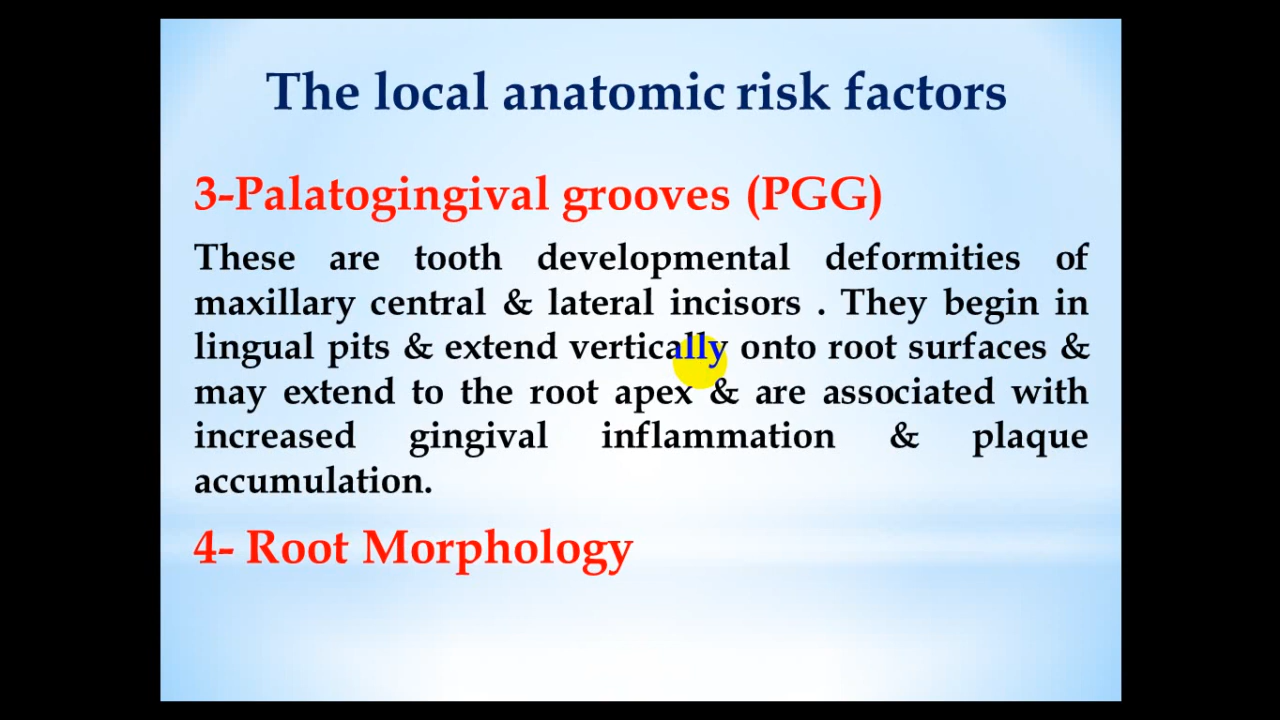 The local anatomic risk factors
3-Palatogingival grooves (PGG)
These are tooth developmental deformities of
maxillary central & lateral incisors . They begin in
lingual pits & extend vertically onto root surfaces &
may extend to the root apex & are associated with
increased gingival inflammation & plaque
accumulation.
4- Root Morphology